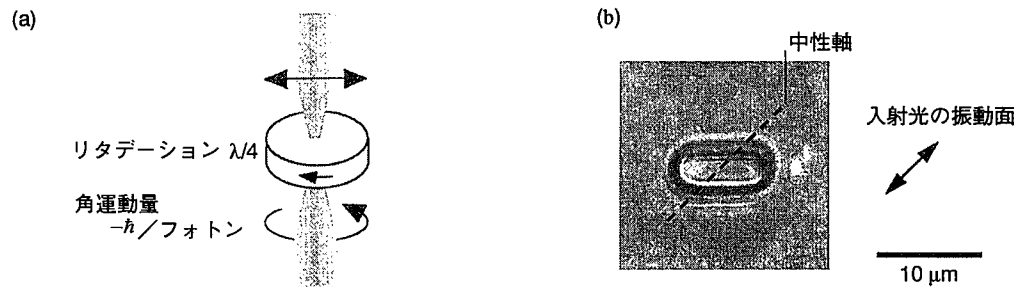 (a)
リタデーション λ/4
角運動量
−ħ/フォトン
(b)
中性軸
入射光の振動面
10 μm